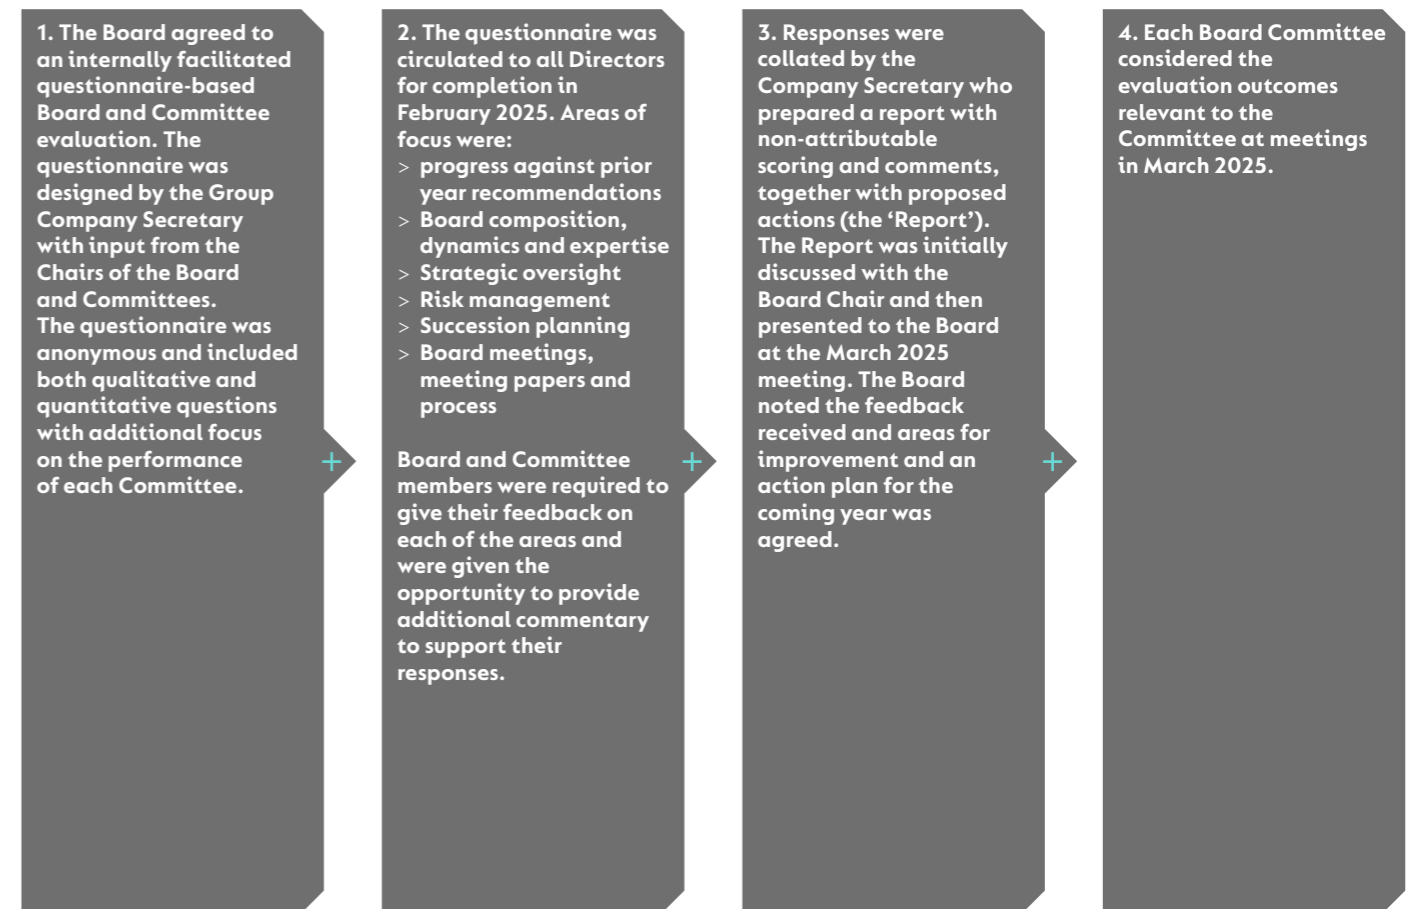 1. The Board agreed to
an internally facilitated
questionnaire-based
Board and Committee
evaluation. The
questionnaire was
designed by the Group
Company Secretary
with input from the
Chairs of the Board
and Committees.
The questionnaire was
anonymous and included
both qualitative and
quantitative questions
with additional focus
on the performance
of each Committee.
+
2. The questionnaire was
circulated to all Directors
for completion in
February 2025. Areas of
focus were:
> progress against prior
year recommendations
> Board composition,
dynamics and expertise
> Strategic oversight
> Risk management
> Succession planning
> Board meetings,
meeting papers and
process
Board and Committee
members were required to
give their feedback on
each of the areas and
were given the
opportunity to provide
additional commentary
to support their
responses.
+
3. Responses were
collated by the
Company Secretary who
prepared a report with
non-attributable
scoring and comments,
together with proposed
actions (the ‘Report’).
The Report was initially
discussed with the
Board Chair and then
presented to the Board
at the March 2025
meeting. The Board
noted the feedback
received and areas for
improvement and an
action plan for the
coming year was
agreed.
+
4. Each Board Committee
considered the
evaluation outcomes
relevant to the
Committee at meetings
in March 2025.